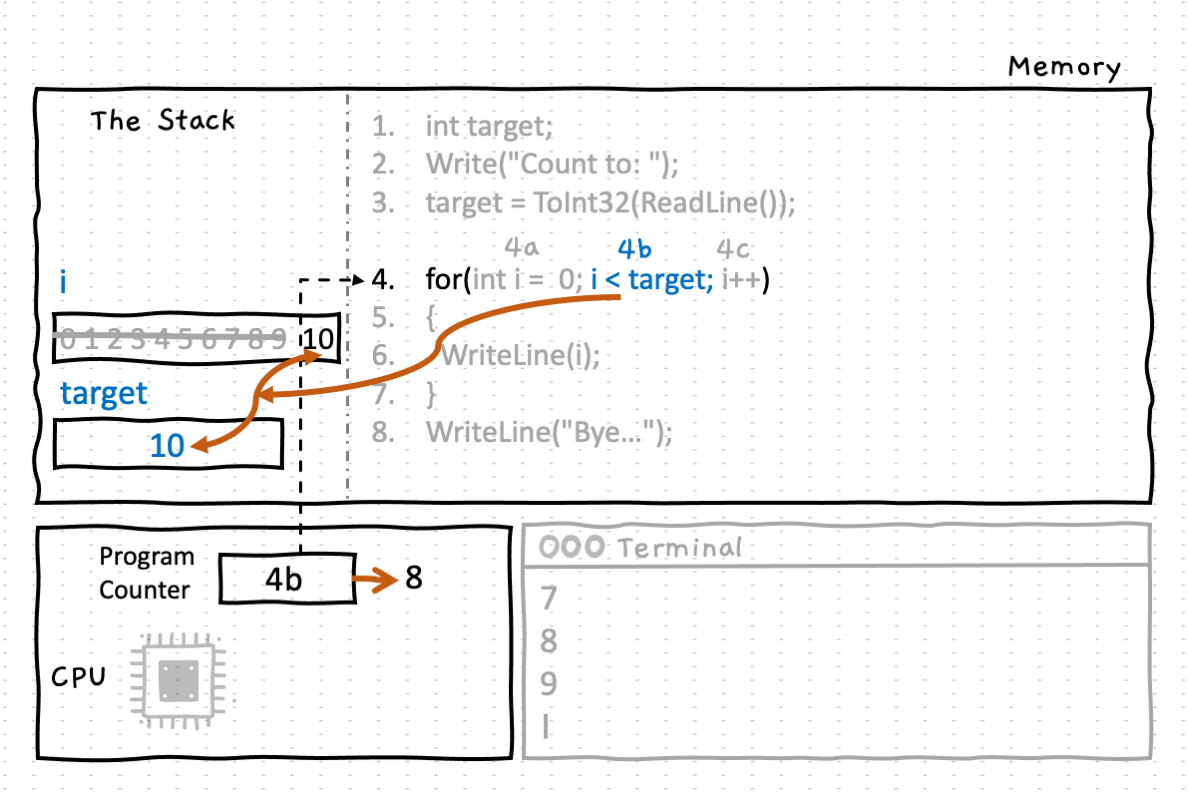 Memory
The Stack
1. int target;
2. Write("Count to: ");
3. target = ToInt32(ReadLine());
4a 4b 4c
i
4. for(int i = 0; i < target; i++)
5. {
0 1 2 3 4 5 6 7 8 9 10
6. WriteLine(i);
target
7. }
10
8. WriteLine("Bye...");
Program
Counter
4b
8
CPU
Terminal
7
8
9